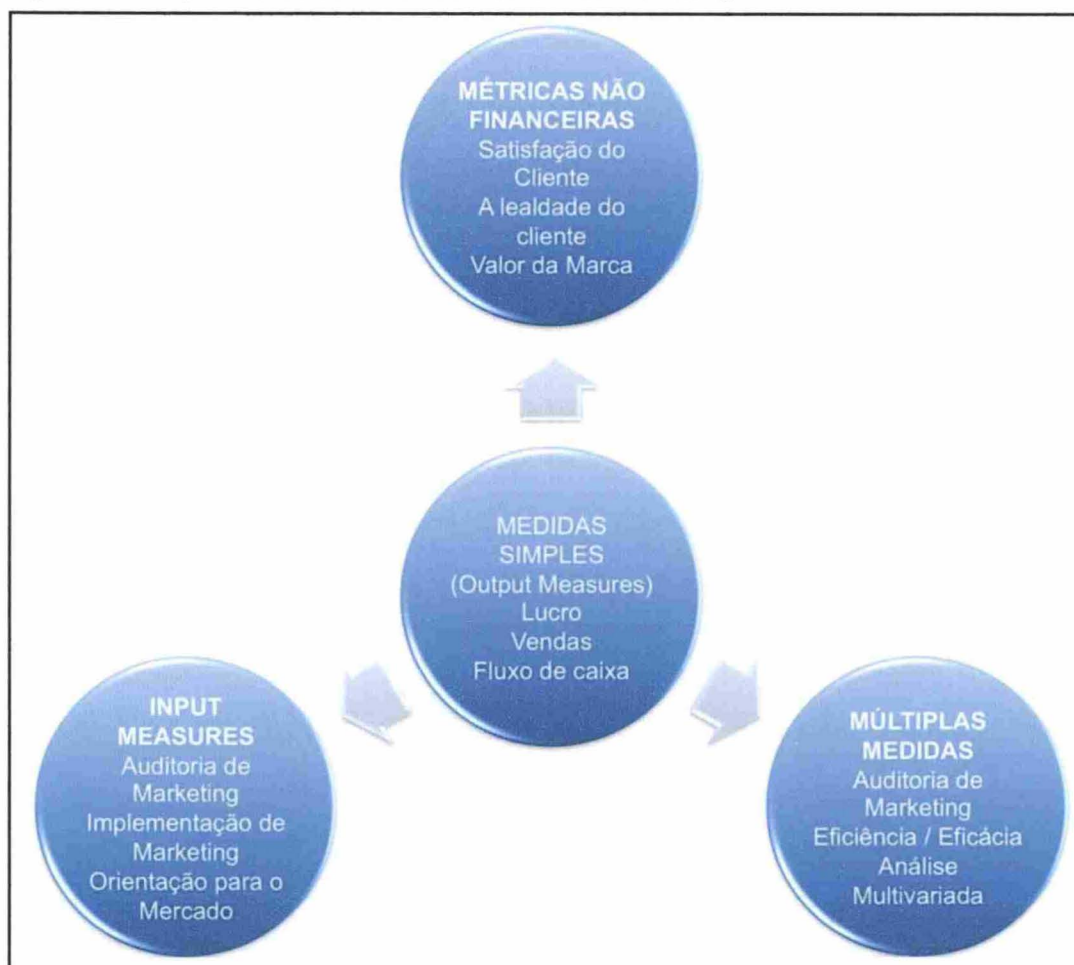 MÉTRICAS NÃO
FINANCEIRAS
Satisfação do
Cliente
A lealdade do
cliente
Valor da Marca
MEDIDAS
SIMPLES
(Output Measures)
Lucro
Vendas
Fluxo de caixa
INPUT
MEASURES
Auditoria de
Marketing
Implementação de
Marketing
Orientação para o
Mercado
MÚLTIPLAS
MEDIDAS
Auditoria de
Marketing
Eficiência / Eficácia
Análise
Multivariada